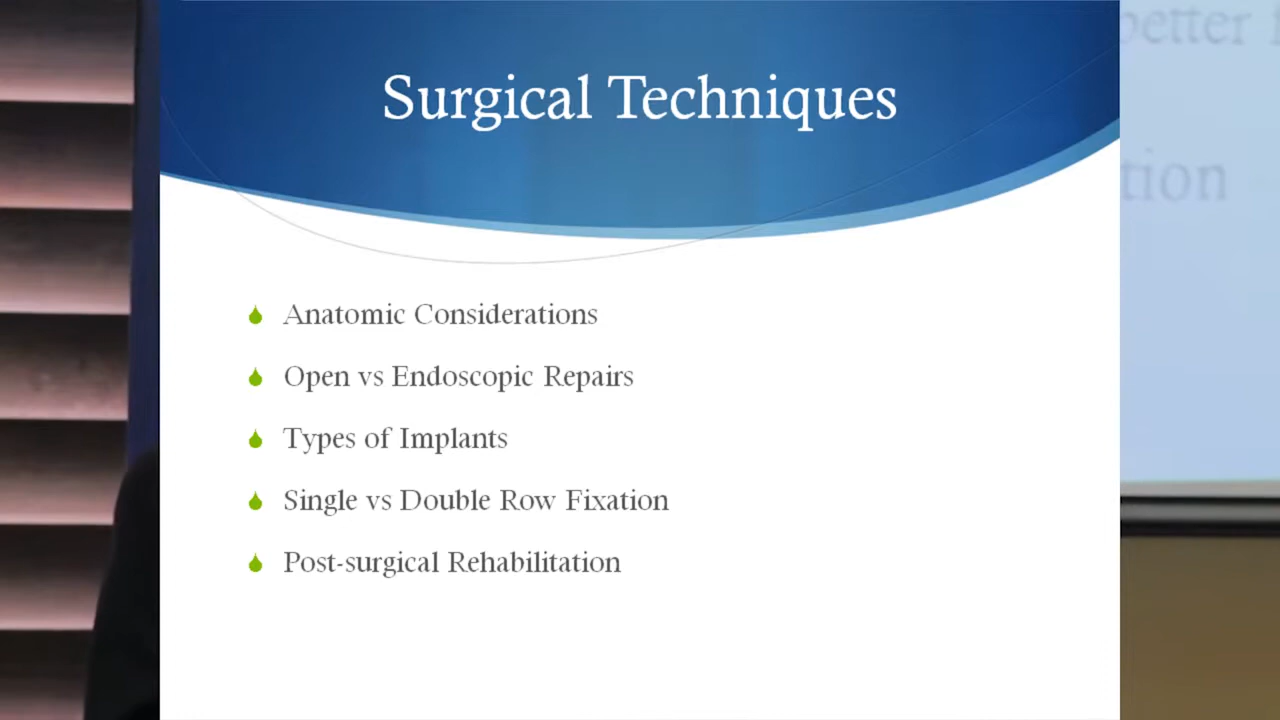 Surgical Techniques
Anatomic Considerations
Open vs Endoscopic Repairs
Types of Implants
Single vs Double Row Fixation
Post-surgical Rehabilitation
better
tion